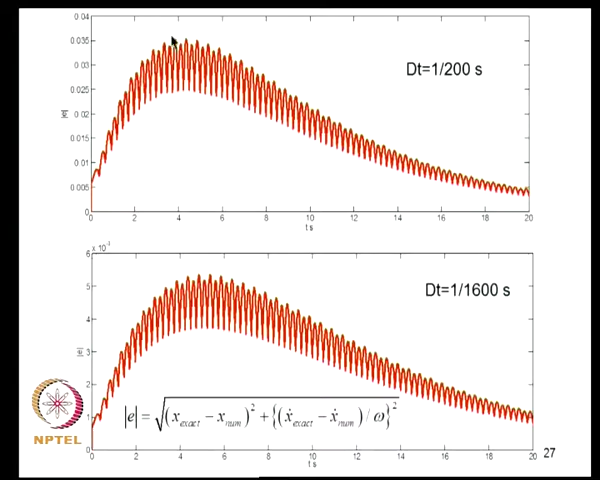 0.04
0.035
0.03
0.025
0.02
0.015
0.01
0.005
0
|e|
Dt=1/200 s
0 2 4 6 8 10 12 14 16 18 20
t s
6 x 10⁻³
5
4
3
2
1
0
|e|
Dt=1/1600 s
|e| = √((x_exact − x_num)² + {(ẋ_exact − ẋ_num) / ω}²)
0 2 4 6 8 10 12 14 16 18 20
t s
NPTEL
27